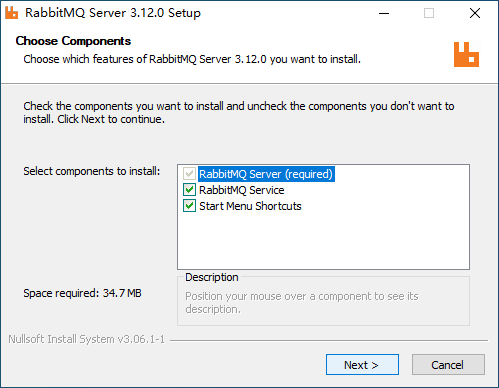 RabbitMQ Server 3.12.0 Setup
Choose Components
Choose which features of RabbitMQ Server 3.12.0 you want to install.
Check the components you want to install and uncheck the components you don't want to
install. Click Next to continue.
Select components to install:
RabbitMQ Server (required)
RabbitMQ Service
Start Menu Shortcuts
Space required: 34.7 MB
Description
Position your mouse over a component to see its
description.
Nullsoft Install System v3.06.1-1
Next >
Cancel